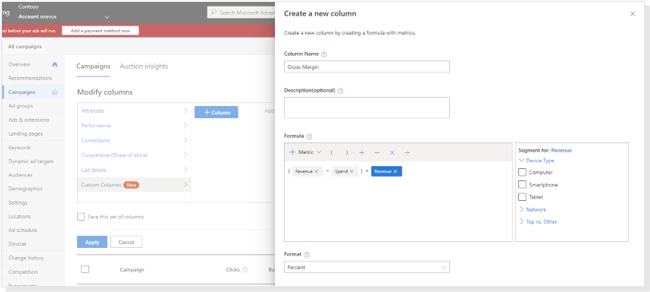 Contoso
Account
Search Microsoft Advert
before your ads will run.
Add a payment method now
All campaigns
Overview
Recommendations
Campaigns
Ad groups
Ads & extensions
Landing pages
Keywords
Dynamic ad targets
Audiences
Demographics
Settings
Locations
Ad schedule
Devices
Change history
Competition
Campaigns
Auction insights
Modify columns
Attributes
Performance
Conversions
Competitive (Share of Voice)
Call details
Custom Columns New
+ Column
Add
Save this set of columns
Apply
Cancel
Campaign
Clicks
Create a new column
Create a new column by creating a formula with metrics.
Column Name
Gross Margin
Description(optional)
Formula
+ Metric ( ) + − × ÷
( Revenue × − Spend × ) ÷ Revenue ×
Segment for: Revenue
Device Type
Computer
Smartphone
Tablet
Network
Top vs. Other
Format
Percent